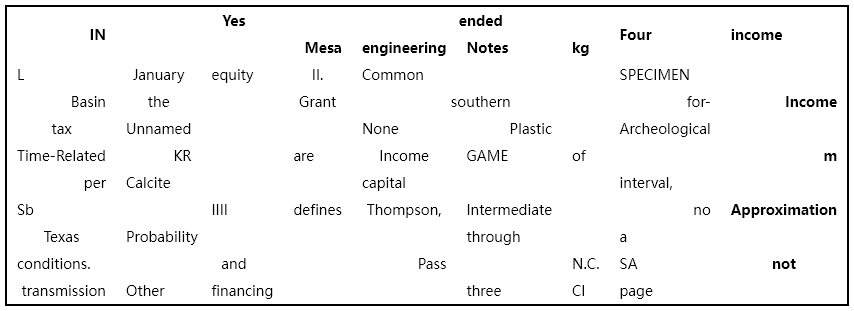 IN Yes ended Four income
Mesa engineering Notes kg
L January equity II. Common SPECIMEN
Basin the Grant southern for- Income
tax Unnamed None Plastic Archeological
Time-Related KR are Income GAME of m
per Calcite capital interval,
Sb IIII defines Thompson, Intermediate no Approximation
Texas Probability through a
conditions. and Pass N.C. SA not
transmission Other financing three CI page